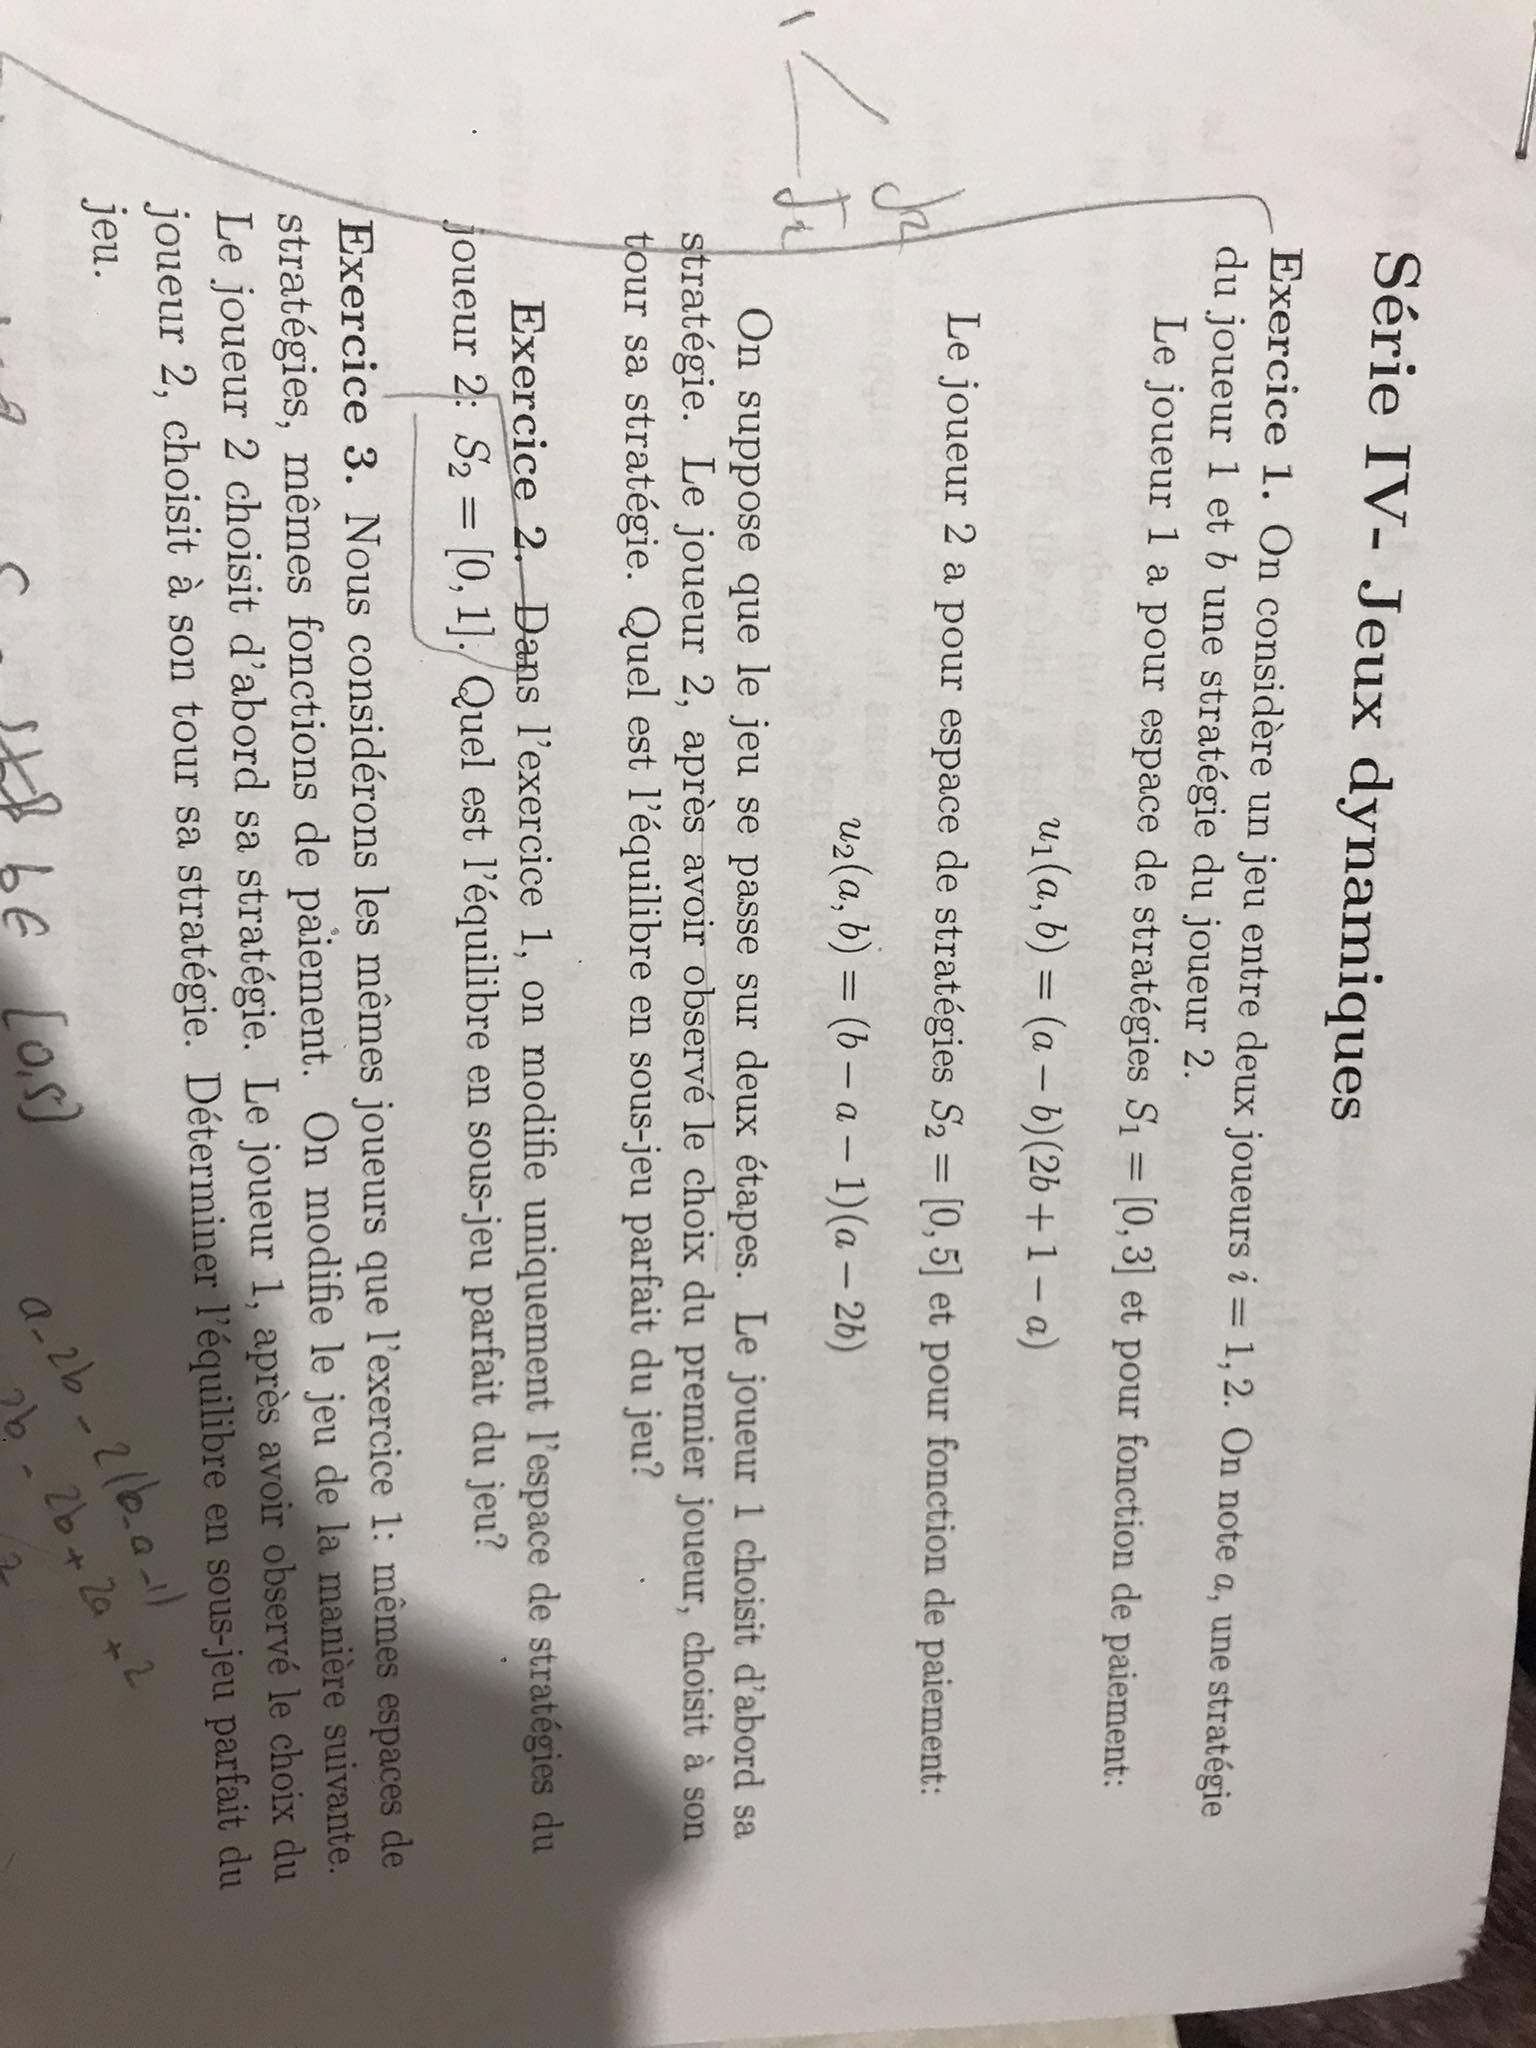 Série IV- Jeux dynamiques
Exercice 1. On considère un jeu entre deux joueurs i = 1, 2. On note a, une stratégie
du joueur 1 et b une stratégie du joueur 2.
Le joueur 1 a pour espace de stratégies S₁ = [0, 3] et pour fonction de paiement:
u₁(a, b) = (a − b)(2b + 1 − a)
Le joueur 2 a pour espace de stratégies S₂ = [0, 5] et pour fonction de paiement:
u₂(a, b) = (b − a − 1)(a − 2b)
On suppose que le jeu se passe sur deux étapes. Le joueur 1 choisit d'abord sa
stratégie. Le joueur 2, après avoir observé le choix du premier joueur, choisit à son
tour sa stratégie. Quel est l'équilibre en sous-jeu parfait du jeu?
Exercice 2. Dans l'exercice 1, on modifie uniquement l'espace de stratégies du
joueur 2: S₂ = [0, 1]. Quel est l'équilibre en sous-jeu parfait du jeu?
Exercice 3. Nous considérons les mêmes joueurs que l'exercice 1: mêmes espaces de
stratégies, mêmes fonctions de paiement. On modifie le jeu de la manière suivante.
Le joueur 2 choisit d'abord sa stratégie. Le joueur 1, après avoir observé le choix du
joueur 2, choisit à son tour sa stratégie. Déterminer l'équilibre en sous-jeu parfait du
jeu.
a - 2b - 2(b - a - 1)
2b - 2b + 2a + 2
b ∈ [0,5]